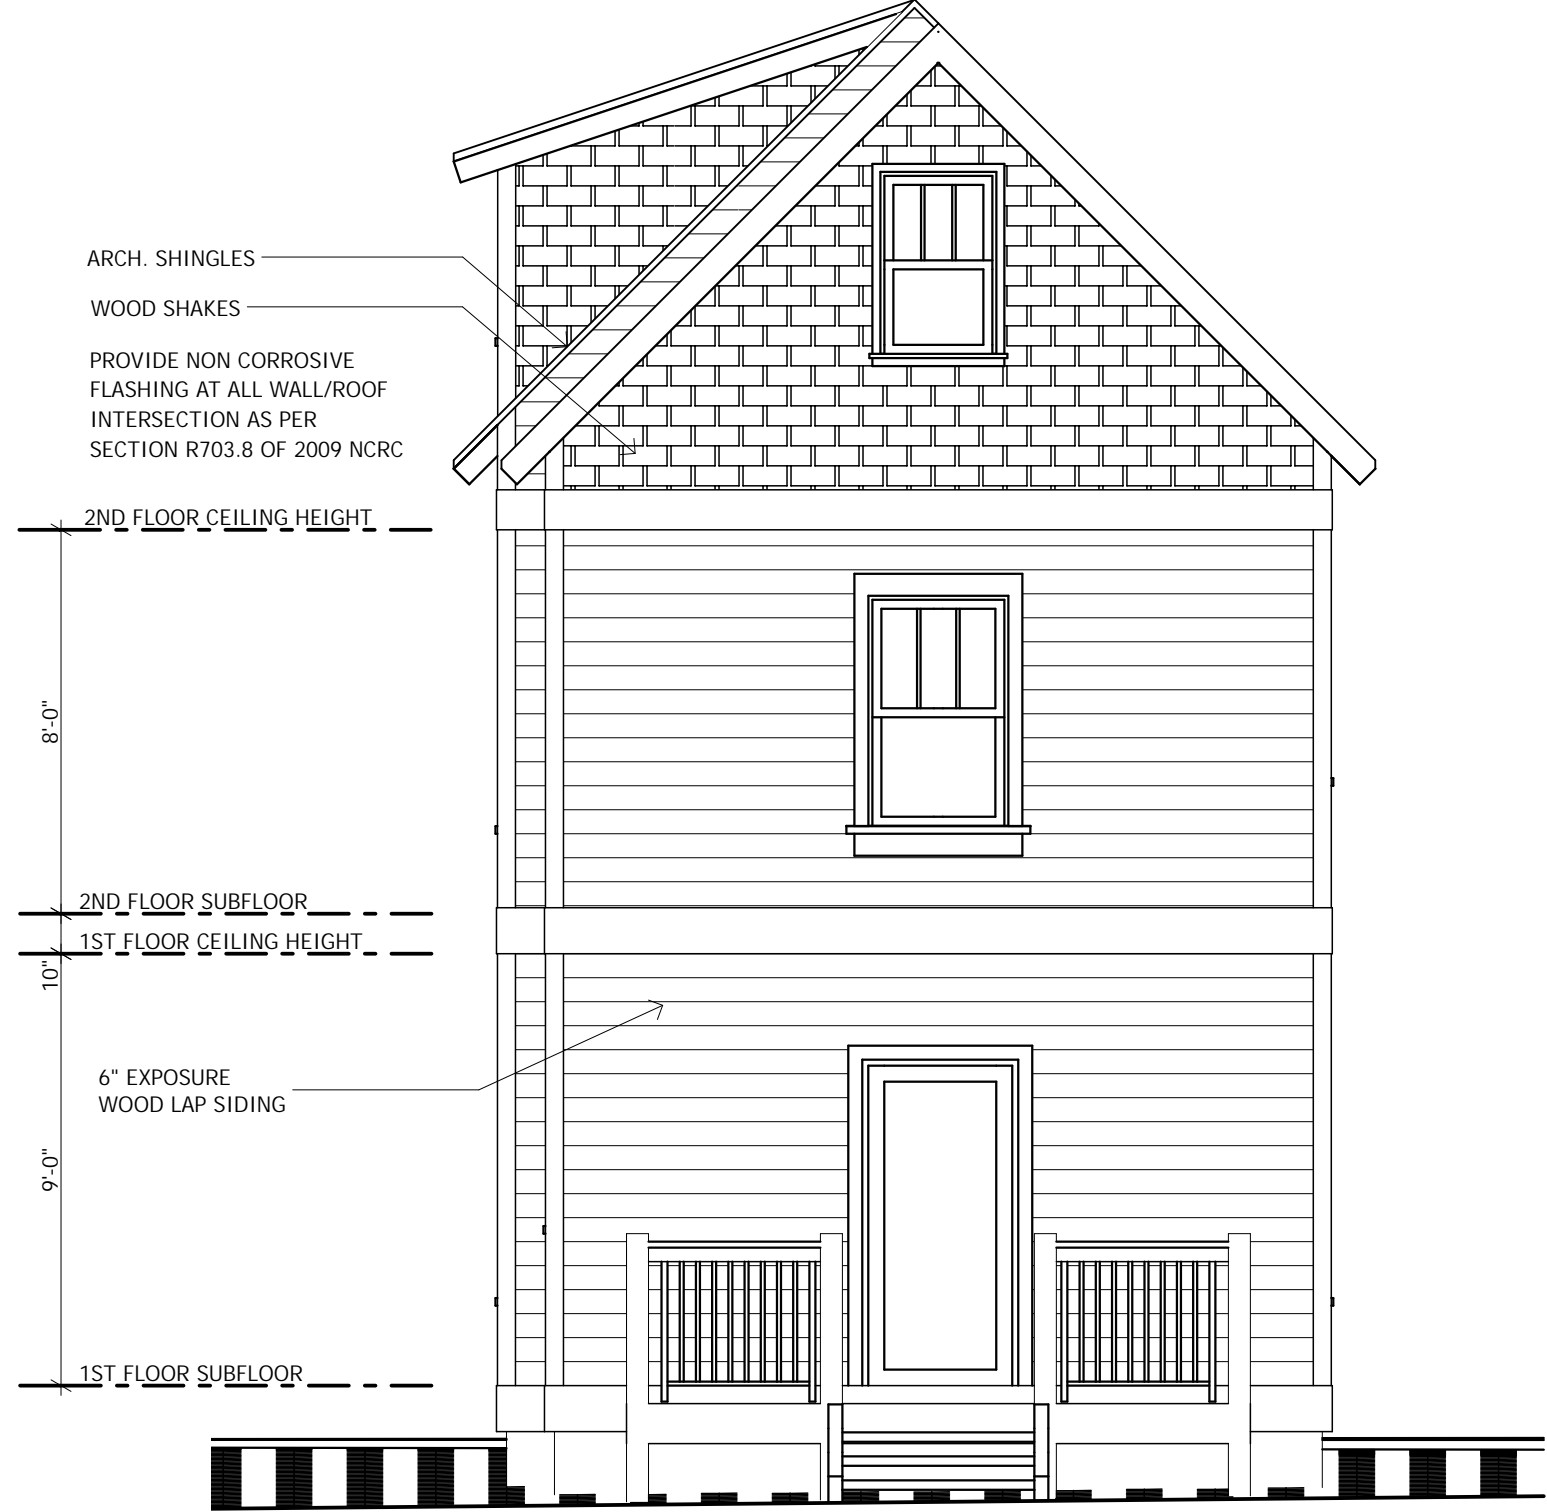 ARCH. SHINGLES
WOOD SHAKES
PROVIDE NON CORROSIVE
FLASHING AT ALL WALL/ROOF
INTERSECTION AS PER
SECTION R703.8 OF 2009 NCRC
2ND FLOOR CEILING HEIGHT
8'-0"
2ND FLOOR SUBFLOOR
1ST FLOOR CEILING HEIGHT
10"
6" EXPOSURE
WOOD LAP SIDING
9'-0"
1ST FLOOR SUBFLOOR